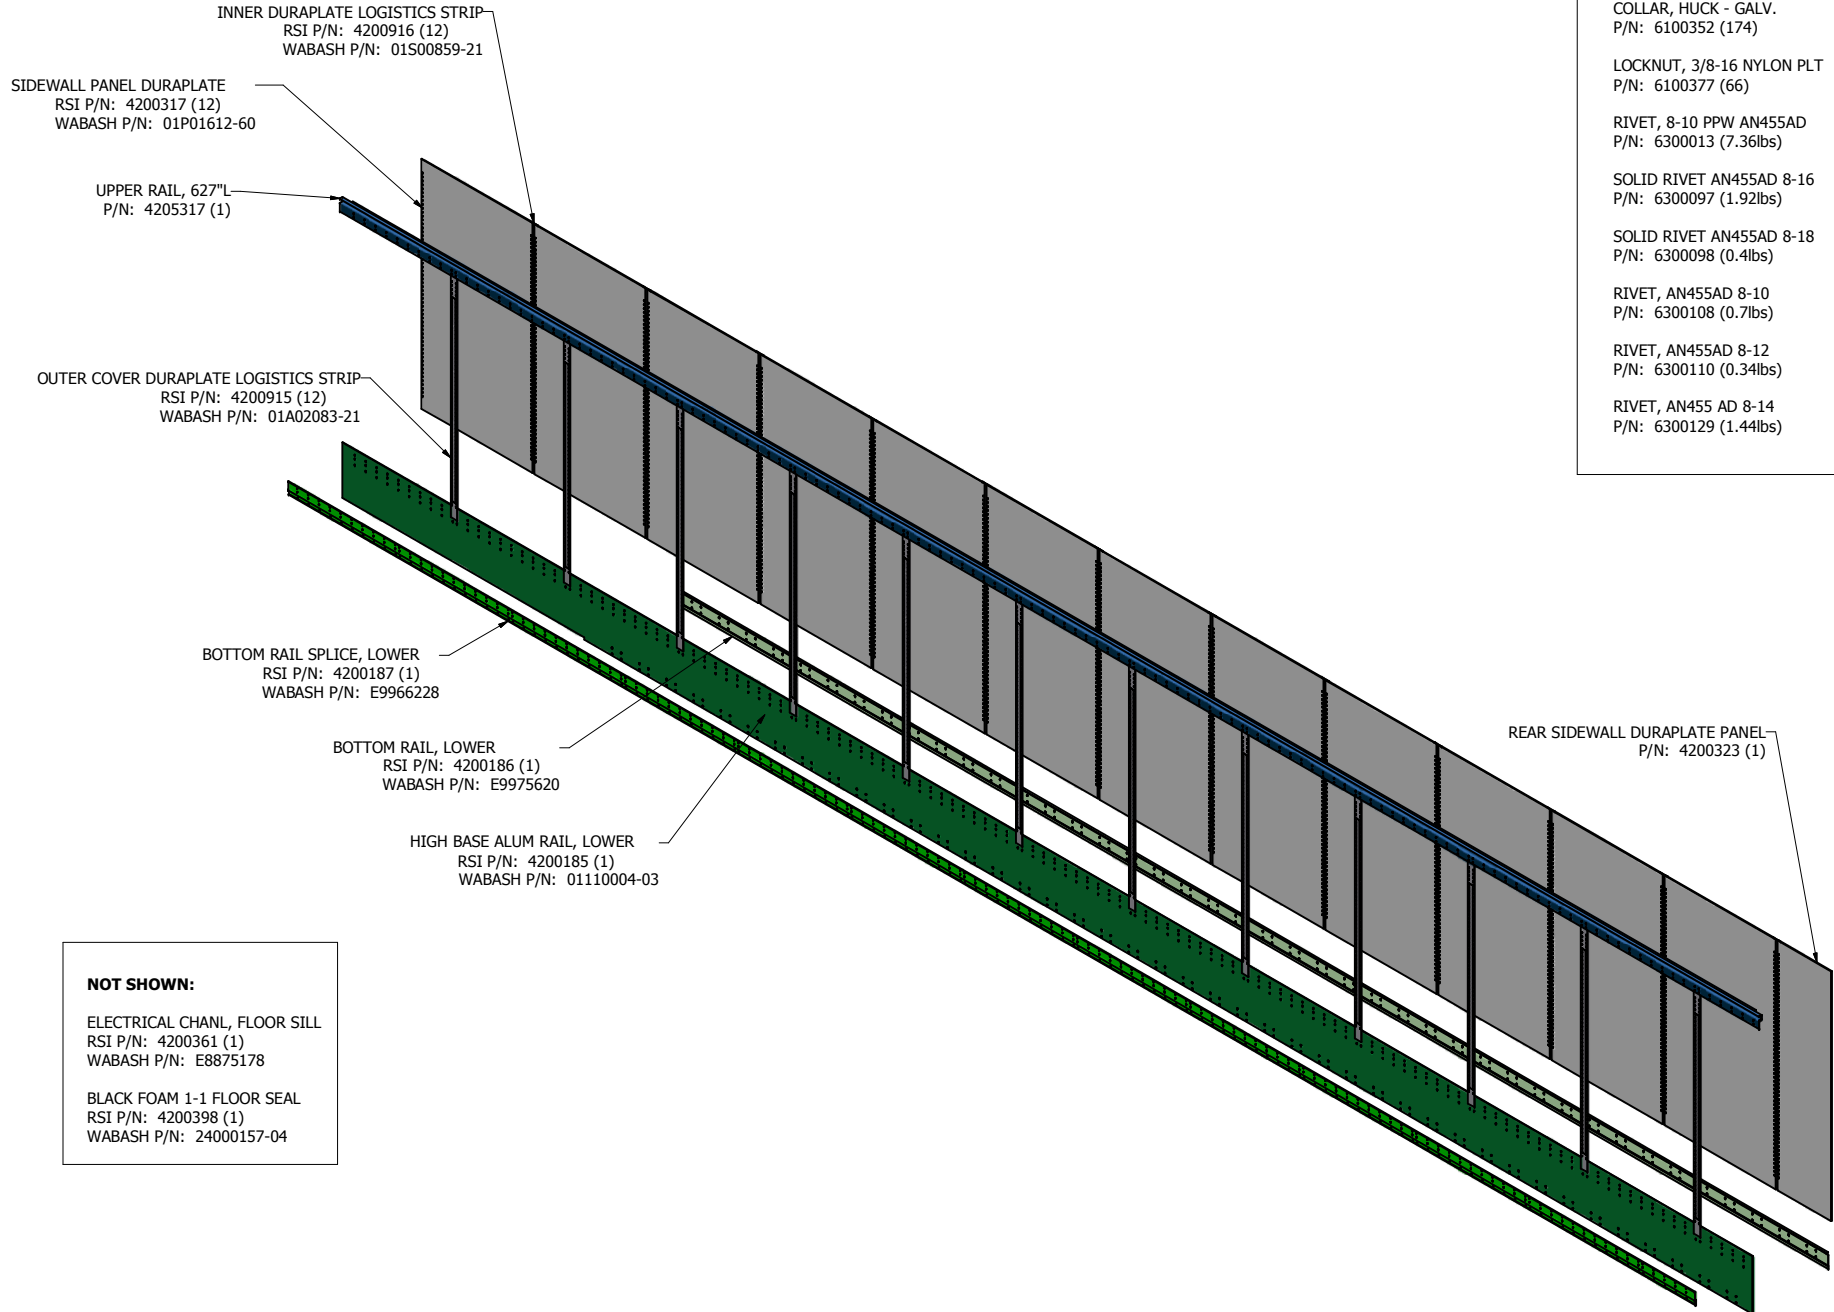 INNER DURAPLATE LOGISTICS STRIP
RSI P/N: 4200916 (12)
WABASH P/N: 01S00859-21
SIDEWALL PANEL DURAPLATE
RSI P/N: 4200317 (12)
WABASH P/N: 01P01612-60
UPPER RAIL, 627"L
P/N: 4205317 (1)
OUTER COVER DURAPLATE LOGISTICS STRIP
RSI P/N: 4200915 (12)
WABASH P/N: 01A02083-21
BOTTOM RAIL SPLICE, LOWER
RSI P/N: 4200187 (1)
WABASH P/N: E9966228
BOTTOM RAIL, LOWER
RSI P/N: 4200186 (1)
WABASH P/N: E9975620
HIGH BASE ALUM RAIL, LOWER
RSI P/N: 4200185 (1)
WABASH P/N: 01110004-03
REAR SIDEWALL DURAPLATE PANEL
P/N: 4200323 (1)
COLLAR, HUCK - GALV.
P/N: 6100352 (174)
LOCKNUT, 3/8-16 NYLON PLT
P/N: 6100377 (66)
RIVET, 8-10 PPW AN455AD
P/N: 6300013 (7.36lbs)
SOLID RIVET AN455AD 8-16
P/N: 6300097 (1.92lbs)
SOLID RIVET AN455AD 8-18
P/N: 6300098 (0.4lbs)
RIVET, AN455AD 8-10
P/N: 6300108 (0.7lbs)
RIVET, AN455AD 8-12
P/N: 6300110 (0.34lbs)
RIVET, AN455 AD 8-14
P/N: 6300129 (1.44lbs)
NOT SHOWN:
ELECTRICAL CHANL, FLOOR SILL
RSI P/N: 4200361 (1)
WABASH P/N: E8875178
BLACK FOAM 1-1 FLOOR SEAL
RSI P/N: 4200398 (1)
WABASH P/N: 24000157-04